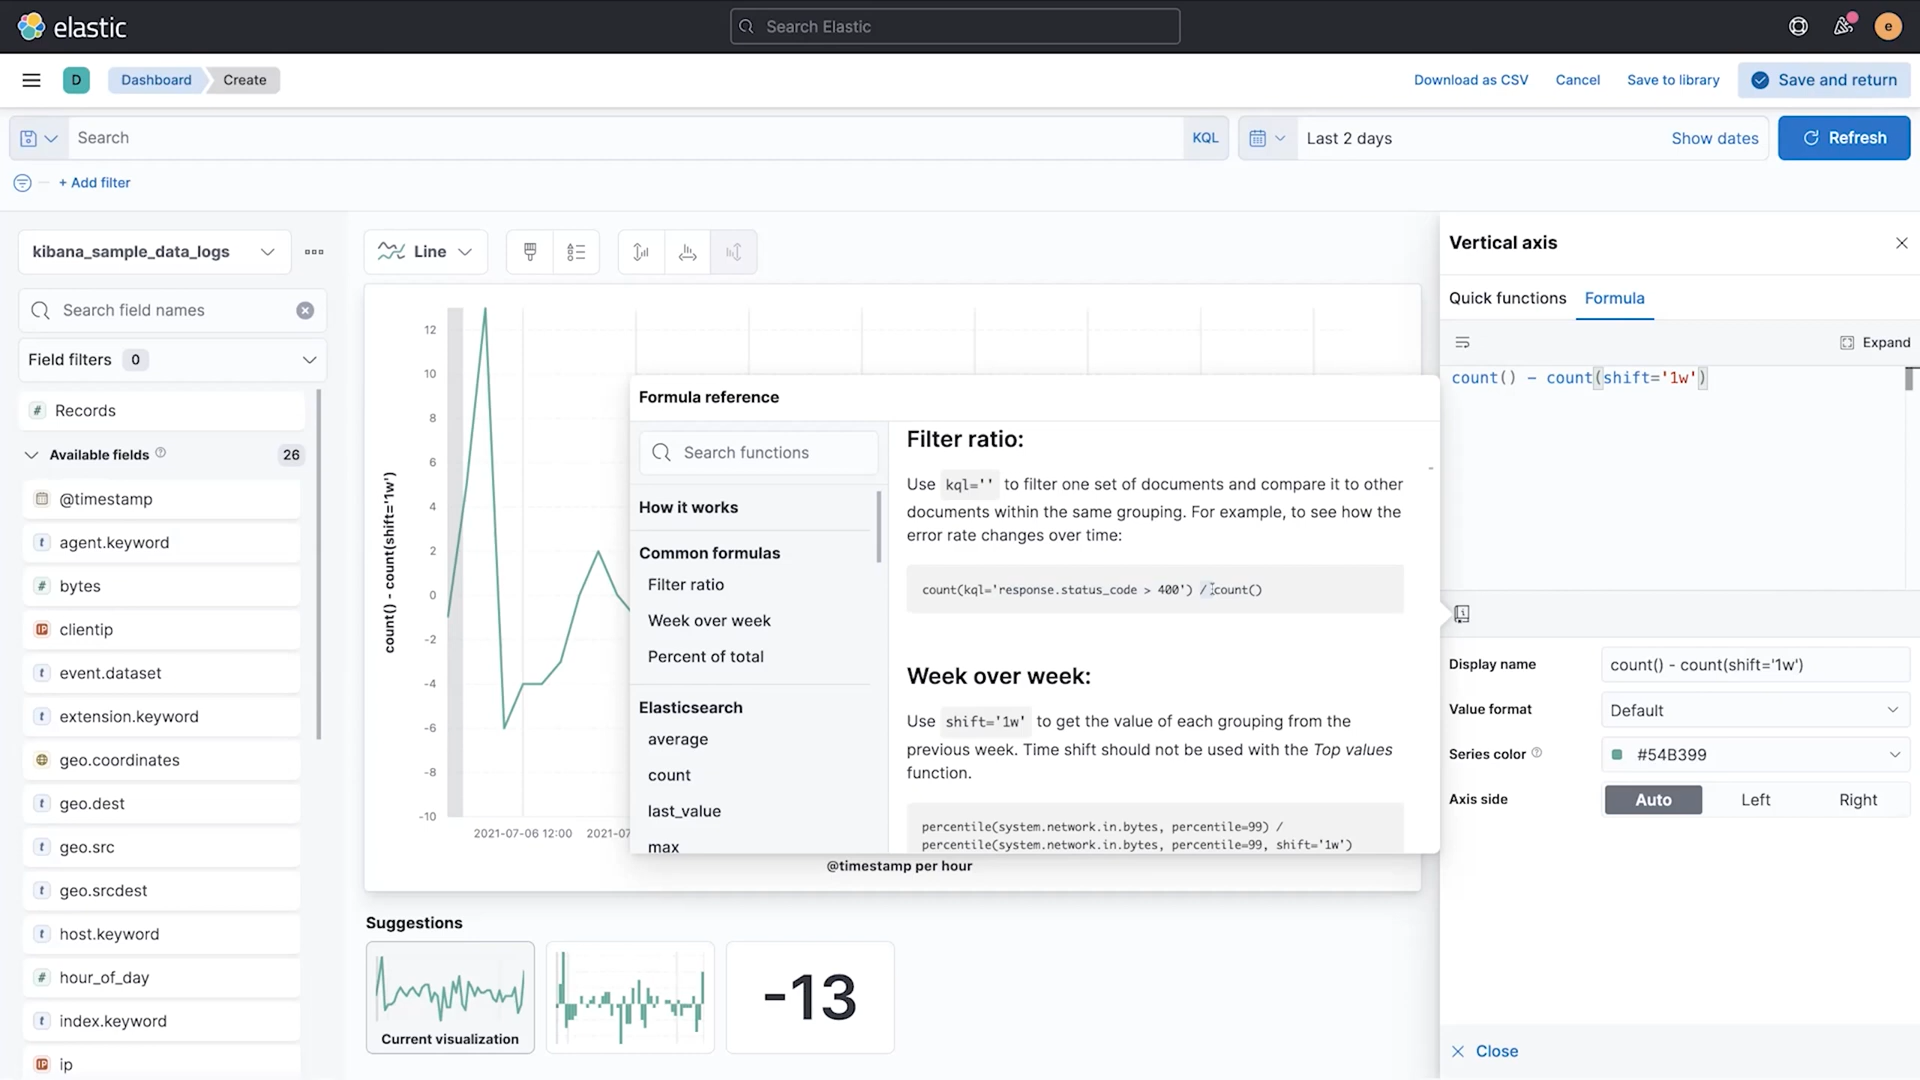 elastic
Search Elastic
e
D
Dashboard
Create
Download as CSV
Cancel
Save to library
Save and return
Search
KQL
Last 2 days
Show dates
Refresh
+ Add filter
kibana_sample_data_logs
Search field names
Field filters 0
# Records
Available fields 26
@timestamp
t agent.keyword
# bytes
IP clientip
t event.dataset
t extension.keyword
geo.coordinates
t geo.dest
t geo.src
t geo.srcdest
t host.keyword
# hour_of_day
t index.keyword
IP ip
Line
count() - count(shift='1w')
12
10
8
6
4
2
0
-2
-4
-6
-8
-10
2021-07-06 12:00
2021-07
@timestamp per hour
Formula reference
Search functions
How it works
Common formulas
Filter ratio
Week over week
Percent of total
Elasticsearch
average
count
last_value
max
Filter ratio:
Use kql='' to filter one set of documents and compare it to other
documents within the same grouping. For example, to see how the
error rate changes over time:
count(kql='response.status_code > 400') / count()
Week over week:
Use shift='1w' to get the value of each grouping from the
previous week. Time shift should not be used with the Top values
function.
percentile(system.network.in.bytes, percentile=99) /
percentile(system.network.in.bytes, percentile=99, shift='1w')
Suggestions
Current visualization
-13
Vertical axis
Quick functions
Formula
Expand
count() - count(shift='1w')
Display name
count() - count(shift='1w')
Value format
Default
Series color
#54B399
Axis side
Auto
Left
Right
Close